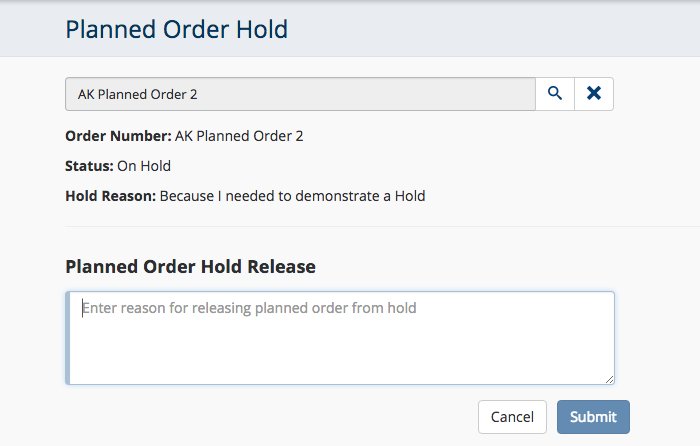 Planned Order Hold
AK Planned Order 2
Order Number: AK Planned Order 2
Status: On Hold
Hold Reason: Because I needed to demonstrate a Hold
Planned Order Hold Release
Enter reason for releasing planned order from hold
Cancel Submit